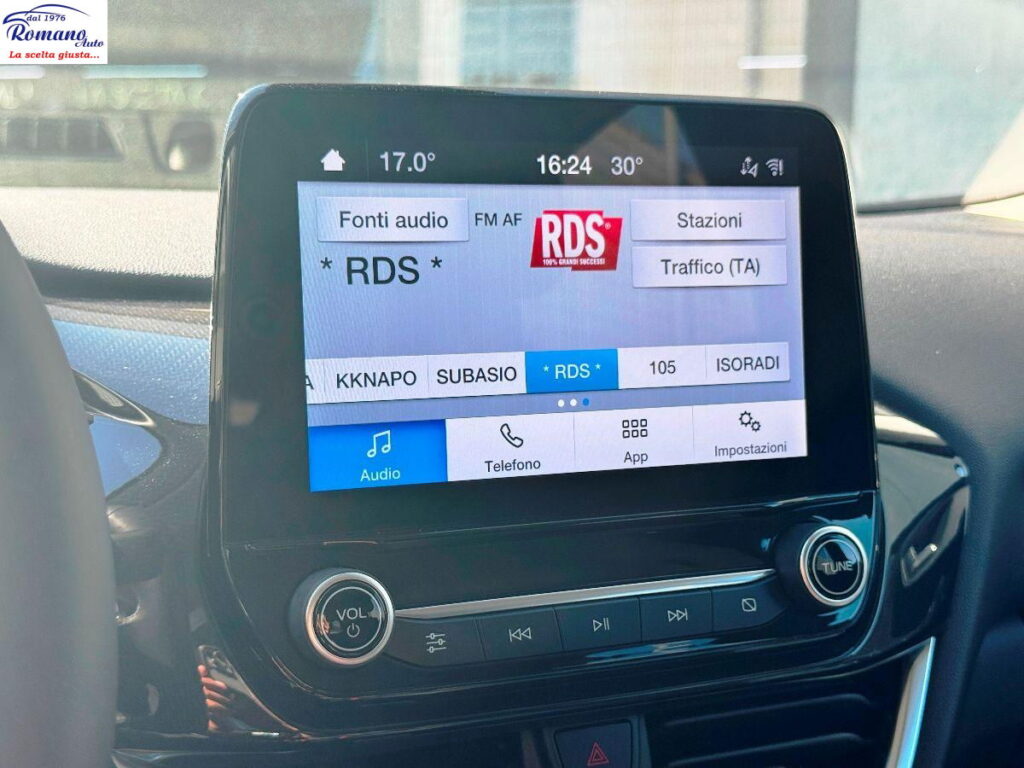 dal 1976
Romano Auto
La scelta giusta...
17.0°
16:24
30°
Fonti audio
FM AF
RDS
100% GRANDI SUCCESSI
Stazioni
Traffico (TA)
* RDS *
A
KKNAPO
SUBASIO
* RDS *
105
ISORADI
Audio
Telefono
App
Impostazioni
VOL
TUNE